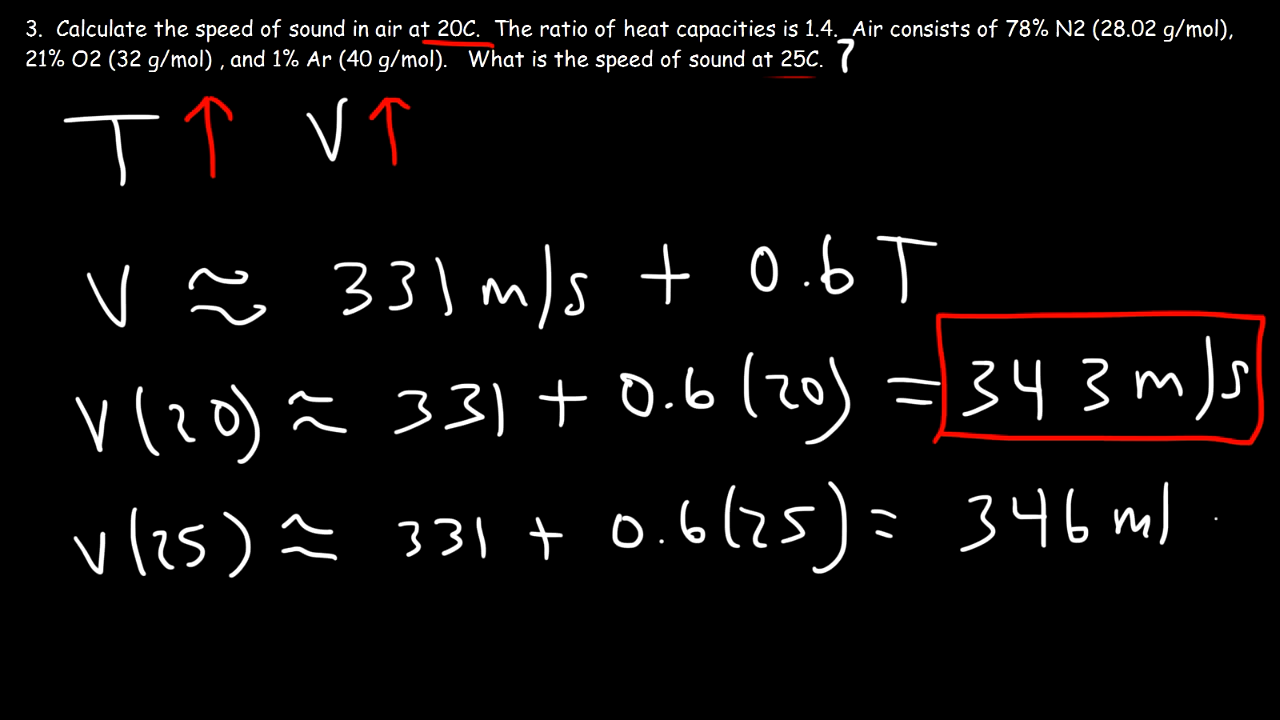 3. Calculate the speed of sound in air at 20C. The ratio of heat capacities is 1.4. Air consists of 78% N2 (28.02 g/mol),
21% O2 (32 g/mol) , and 1% Ar (40 g/mol). What is the speed of sound at 25C. ?
T ↑ V ↑
V ≈ 331 m/s + 0.6 T
V(20) ≈ 331 + 0.6 (20) = 343 m/s
V(25) ≈ 331 + 0.6 (25) = 346 m/